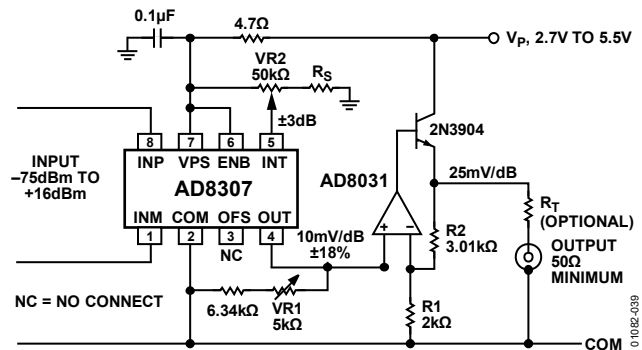 0.1µF
4.7Ω
V_P, 2.7V TO 5.5V
VR2
50kΩ
R_S
±3dB
2N3904
8 7 6 5
INP VPS ENB INT
INPUT
–75dBm TO
+16dBm
AD8307
INM COM OFS OUT
1 2 3 4
NC
AD8031
25mV/dB
10mV/dB
±18%
+ –
R2
3.01kΩ
R_T
(OPTIONAL)
OUTPUT
50Ω
MINIMUM
NC = NO CONNECT
6.34kΩ
VR1
5kΩ
R1
2kΩ
COM
01082-039